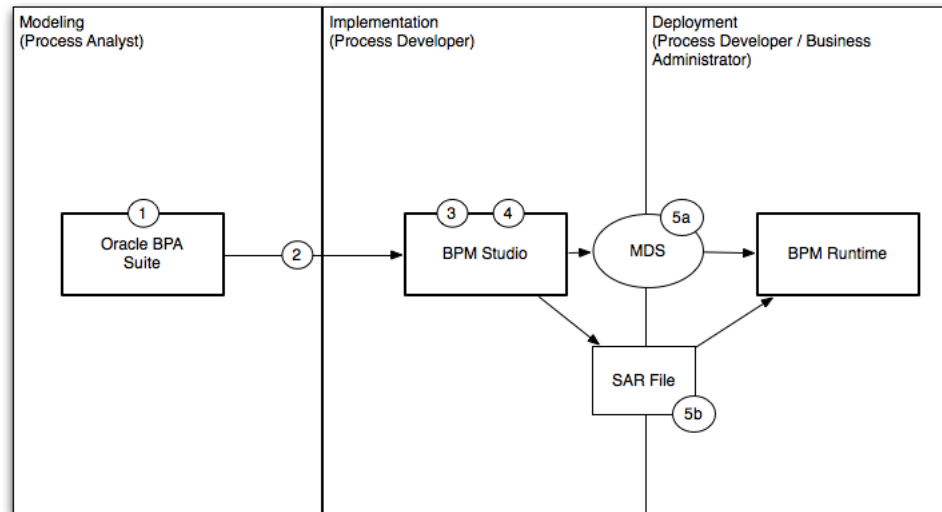 Modeling
(Process Analyst)
Implementation
(Process Developer)
Deployment
(Process Developer / Business
Administrator)
1
Oracle BPA
Suite
2
3
4
BPM Studio
5a
MDS
BPM Runtime
SAR File
5b